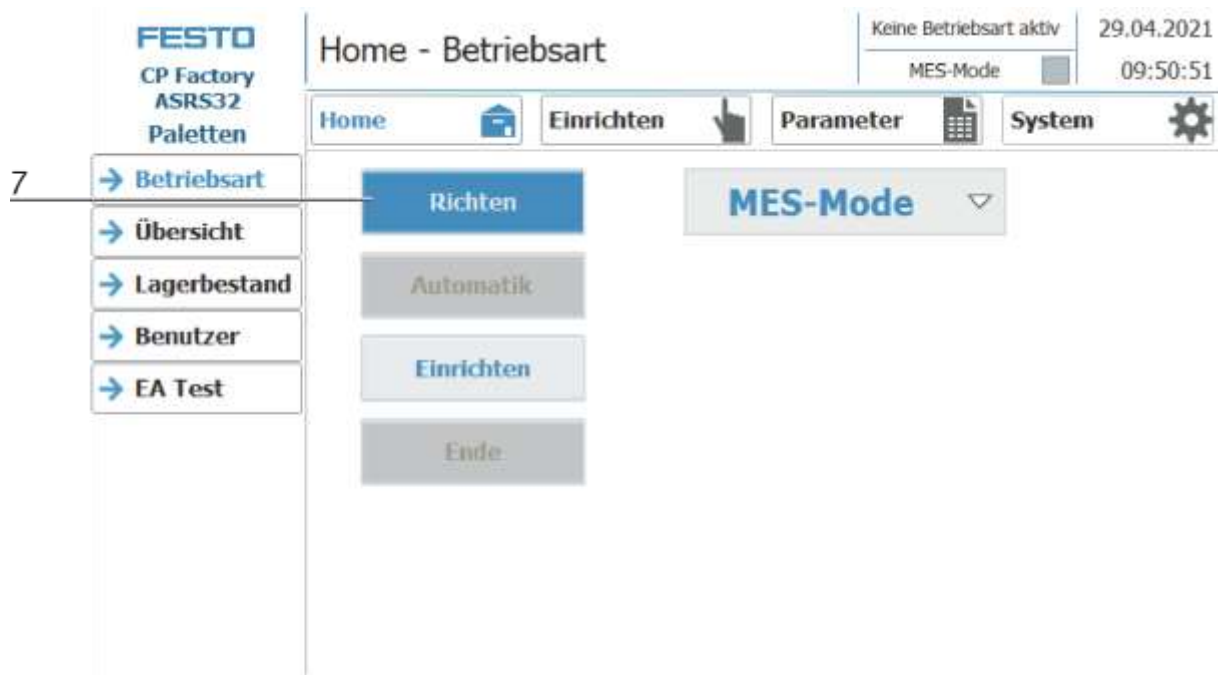 FESTO
CP Factory
ASRS32
Paletten
Home - Betriebsart
Keine Betriebsart aktiv
MES-Mode
29.04.2021
09:50:51
Home
Einrichten
Parameter
System
7
Betriebsart
Übersicht
Lagerbestand
Benutzer
EA Test
Richten
Automatik
Einrichten
Ende
MES-Mode